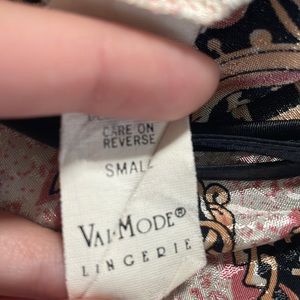 CARE ON
REVERSE
SMALL
VAL·MODE®
LINGERIE